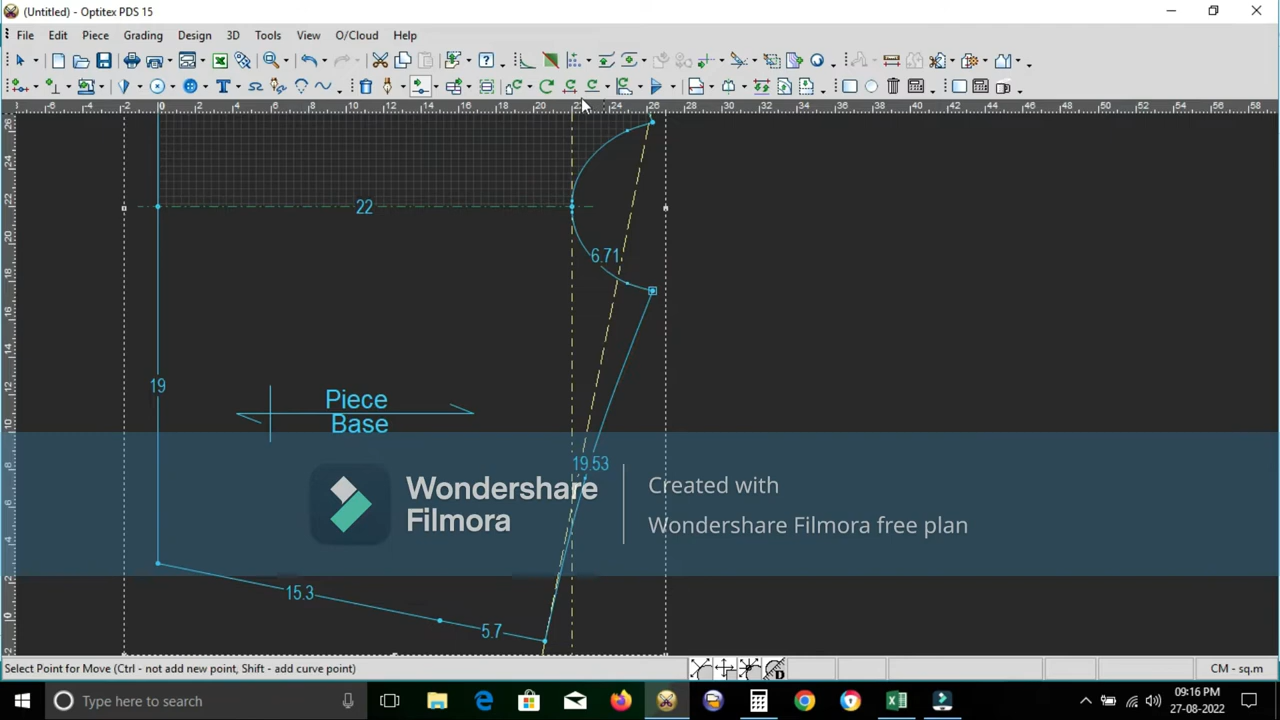 (Untitled) - Optitex PDS 15
File Edit Piece Grading Design 3D Tools View O/Cloud Help
22
6.71
19
Piece
Base
19.53
Wondershare
Filmora
Created with
Wondershare Filmora free plan
15.3
5.7
Select Point for Move (Ctrl - not add new point, Shift - add curve point)
CM - sq.m
Type here to search
09:16 PM
27-08-2022